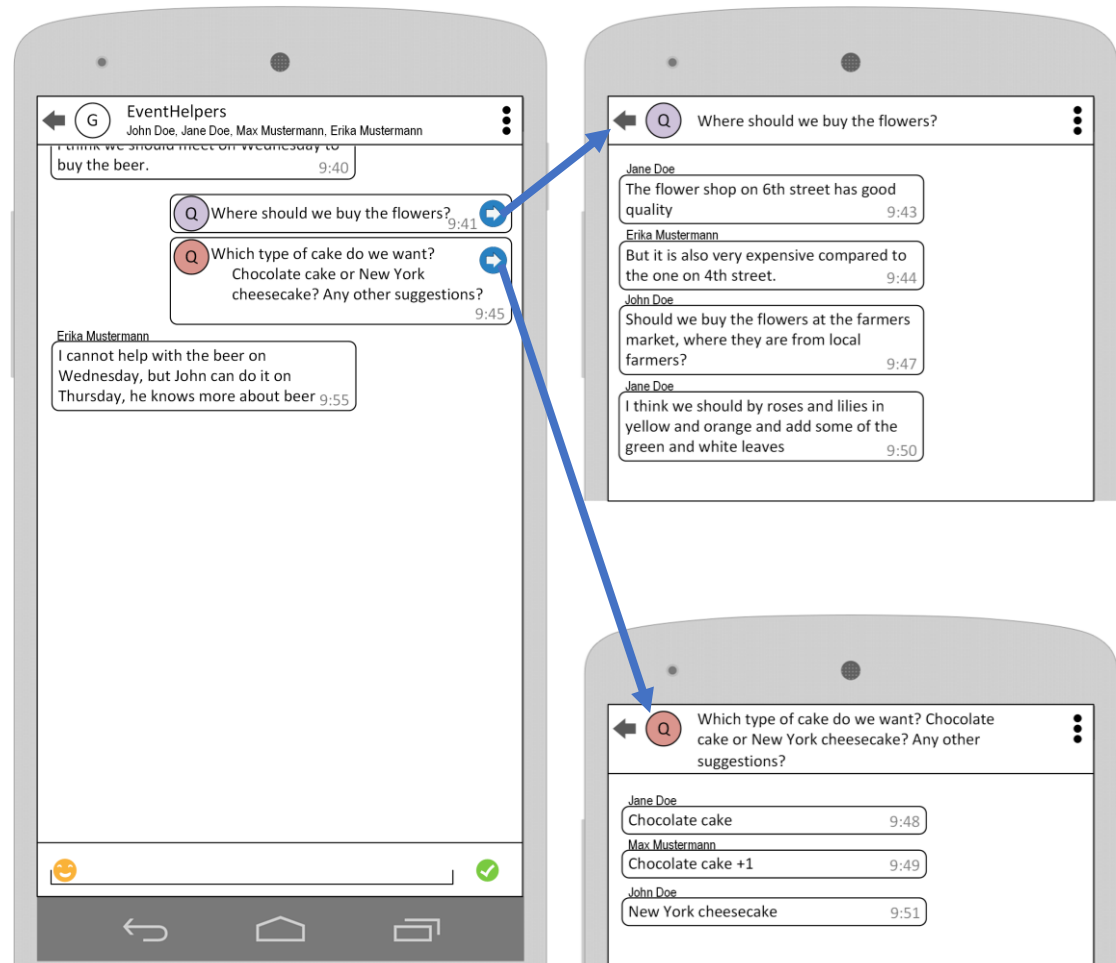 G
EventHelpers
John Doe, Jane Doe, Max Mustermann, Erika Mustermann
I think we should meet on Wednesday to
buy the beer.
9:40
Q
Where should we buy the flowers?
9:41
Q
Which type of cake do we want?
Chocolate cake or New York
cheesecake? Any other suggestions?
9:45
Erika Mustermann
I cannot help with the beer on
Wednesday, but John can do it on
Thursday, he knows more about beer 9:55
Q
Where should we buy the flowers?
Jane Doe
The flower shop on 6th street has good
quality
9:43
Erika Mustermann
But it is also very expensive compared to
the one on 4th street.
9:44
John Doe
Should we buy the flowers at the farmers
market, where they are from local
farmers?
9:47
Jane Doe
I think we should by roses and lilies in
yellow and orange and add some of the
green and white leaves
9:50
Q
Which type of cake do we want? Chocolate
cake or New York cheesecake? Any other
suggestions?
Jane Doe
Chocolate cake
9:48
Max Mustermann
Chocolate cake +1
9:49
John Doe
New York cheesecake
9:51